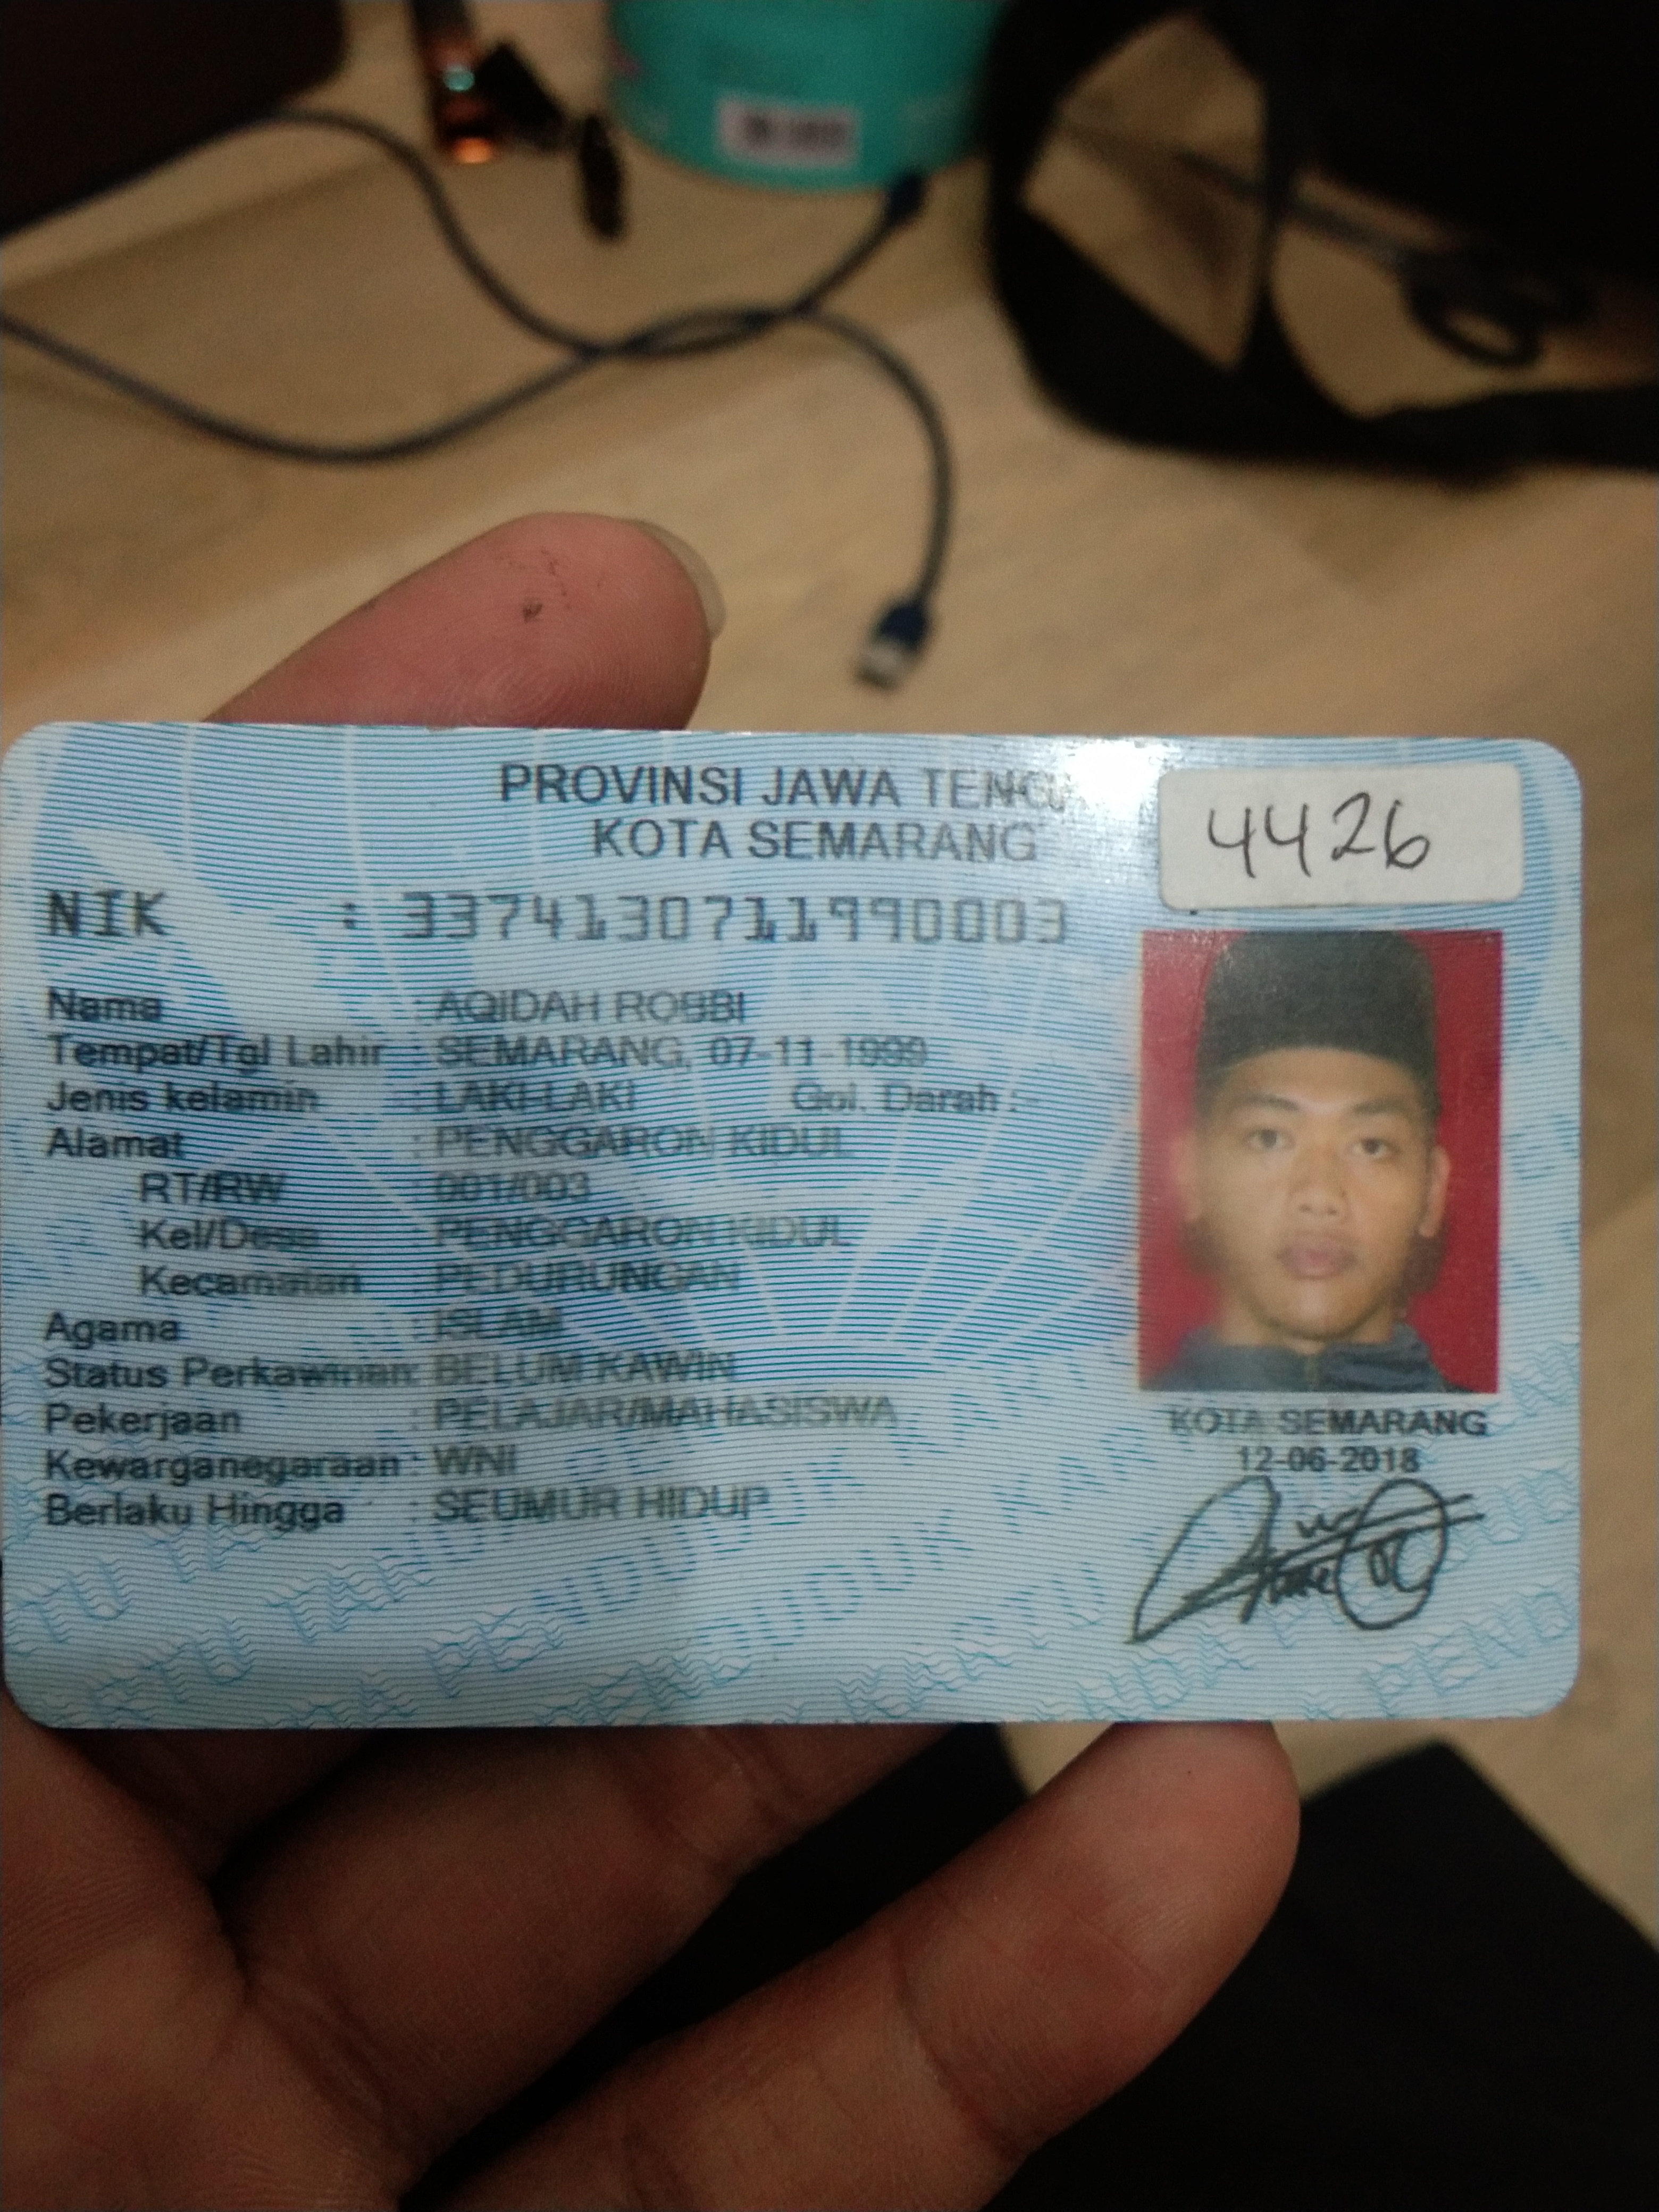 PROVINSI JAWA TENG
KOTA SEMARANG
4426
NIK : 3374130711990003
Nama : AQIDAH ROBBI
Tempat/Tgl Lahir : SEMARANG, 07-11-1999
Jenis kelamin : LAKI-LAKI Gol. Darah : -
Alamat : PENGGARON KIDUL
RT/RW : 001/003
Kel/Desa : PENGGARON KIDUL
Kecamatan : PEDURUNGAN
Agama : ISLAM
Status Perkawinan: BELUM KAWIN
Pekerjaan : PELAJAR/MAHASISWA
Kewarganegaraan : WNI
Berlaku Hingga : SEUMUR HIDUP
KOTA SEMARANG
12-06-2018